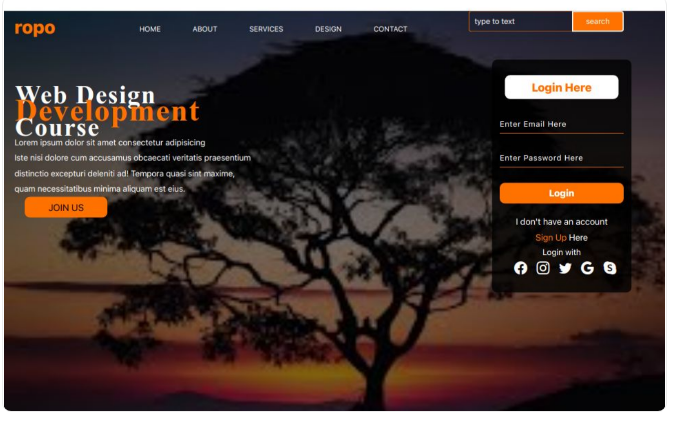 ropo
HOME ABOUT SERVICES DESIGN CONTACT
type to text
search
Web Design
Development
Course
Lorem ipsum dolor sit amet consectetur adipisicing
Iste nisi dolore cum accusamus obcaecati veritatis praesentium
distinctio excepturi deleniti ad! Tempora quasi sint maxime,
quam necessitatibus minima aliquam est eius.
JOIN US
Login Here
Enter Email Here
Enter Password Here
Login
I don't have an account
Sign Up Here
Login with